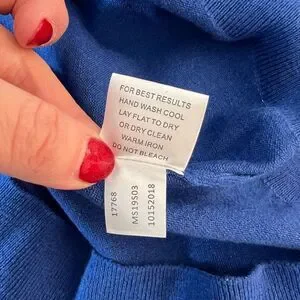 FOR BEST RESULTS
HAND WASH COOL
LAY FLAT TO DRY
OR DRY CLEAN
WARM IRON
DO NOT BLEACH
17768
MS19S03
10152018